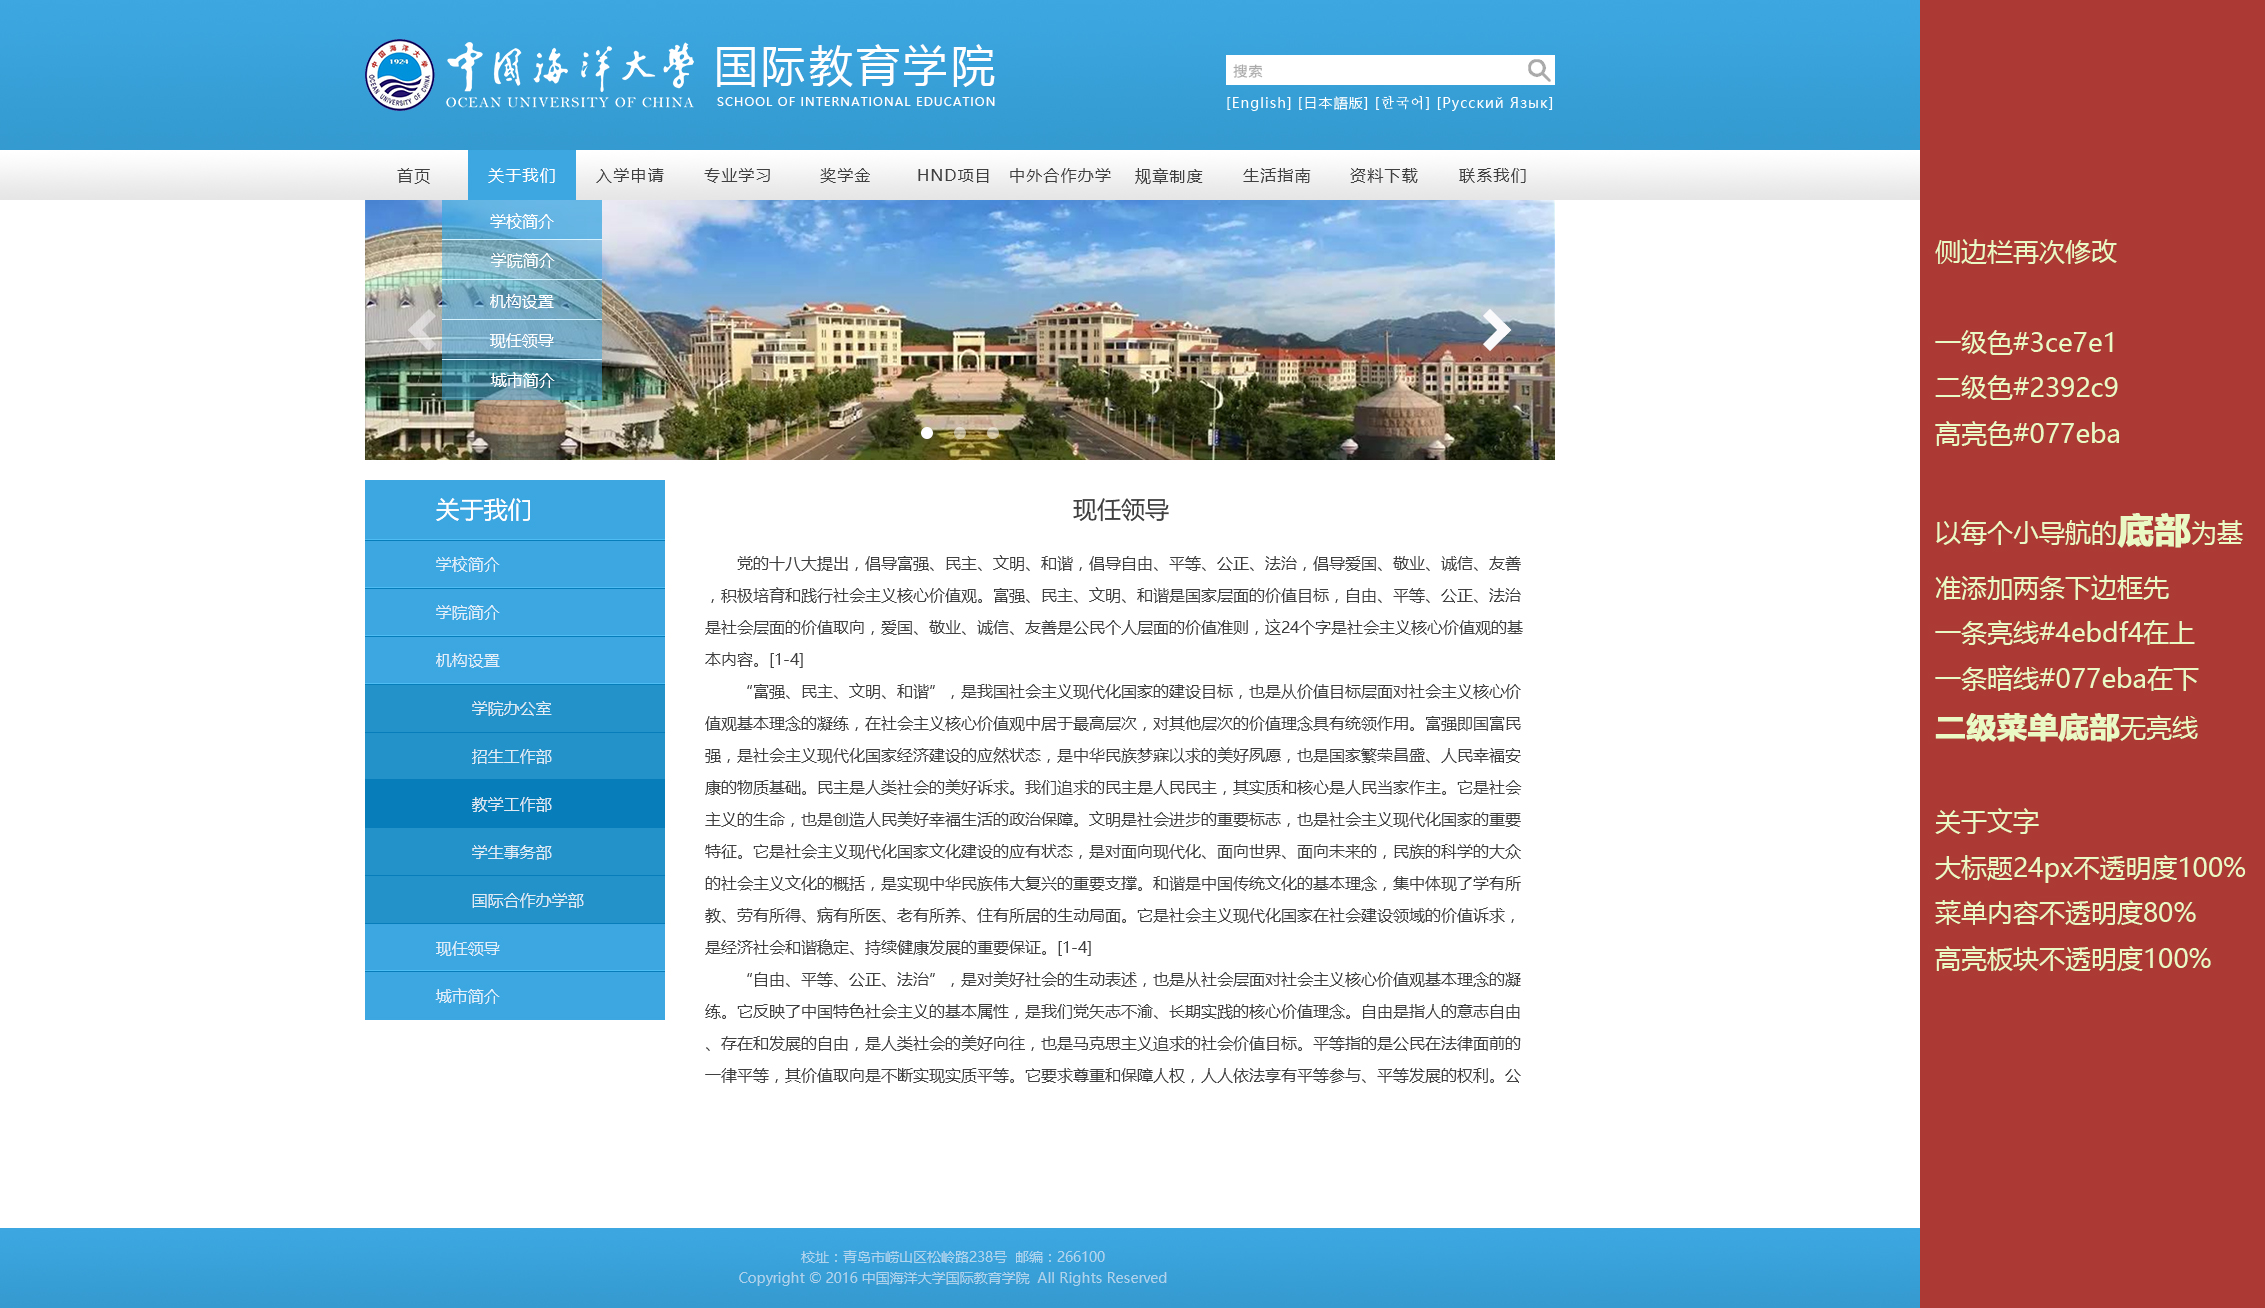 中国海洋大学
OCEAN UNIVERSITY OF CHINA
1924
国际教育学院
SCHOOL OF INTERNATIONAL EDUCATION
搜索
[English] [日本語版] [한국어] [Русский Язык]
首页 关于我们 入学申请 专业学习 奖学金 HND项目 中外合作办学 规章制度 生活指南 资料下载 联系我们
学校简介
学院简介
机构设置
现任领导
城市简介
关于我们
学校简介
学院简介
机构设置
学院办公室
招生工作部
教学工作部
学生事务部
国际合作办学部
现任领导
城市简介
现任领导
党的十八大提出，倡导富强、民主、文明、和谐，倡导自由、平等、公正、法治，倡导爱国、敬业、诚信、友善
，积极培育和践行社会主义核心价值观。富强、民主、文明、和谐是国家层面的价值目标，自由、平等、公正、法治
是社会层面的价值取向，爱国、敬业、诚信、友善是公民个人层面的价值准则，这24个字是社会主义核心价值观的基
本内容。[1-4]
“富强、民主、文明、和谐”，是我国社会主义现代化国家的建设目标，也是从价值目标层面对社会主义核心价
值观基本理念的凝练，在社会主义核心价值观中居于最高层次，对其他层次的价值理念具有统领作用。富强即国富民
强，是社会主义现代化国家经济建设的应然状态，是中华民族梦寐以求的美好夙愿，也是国家繁荣昌盛、人民幸福安
康的物质基础。民主是人类社会的美好诉求。我们追求的民主是人民民主，其实质和核心是人民当家作主。它是社会
主义的生命，也是创造人民美好幸福生活的政治保障。文明是社会进步的重要标志，也是社会主义现代化国家的重要
特征。它是社会主义现代化国家文化建设的应有状态，是对面向现代化、面向世界、面向未来的，民族的科学的大众
的社会主义文化的概括，是实现中华民族伟大复兴的重要支撑。和谐是中国传统文化的基本理念，集中体现了学有所
教、劳有所得、病有所医、老有所养、住有所居的生动局面。它是社会主义现代化国家在社会建设领域的价值诉求，
是经济社会和谐稳定、持续健康发展的重要保证。[1-4]
“自由、平等、公正、法治”，是对美好社会的生动表述，也是从社会层面对社会主义核心价值观基本理念的凝
练。它反映了中国特色社会主义的基本属性，是我们党矢志不渝、长期实践的核心价值理念。自由是指人的意志自由
、存在和发展的自由，是人类社会的美好向往，也是马克思主义追求的社会价值目标。平等指的是公民在法律面前的
一律平等，其价值取向是不断实现实质平等。它要求尊重和保障人权，人人依法享有平等参与、平等发展的权利。公
校址：青岛市崂山区松岭路238号 邮编：266100
Copyright © 2016 中国海洋大学国际教育学院 All Rights Reserved
侧边栏再次修改
一级色#3ce7e1
二级色#2392c9
高亮色#077eba
以每个小导航的底部为基
准添加两条下边框先
一条亮线#4ebdf4在上
一条暗线#077eba在下
二级菜单底部无亮线
关于文字
大标题24px不透明度100%
菜单内容不透明度80%
高亮板块不透明度100%